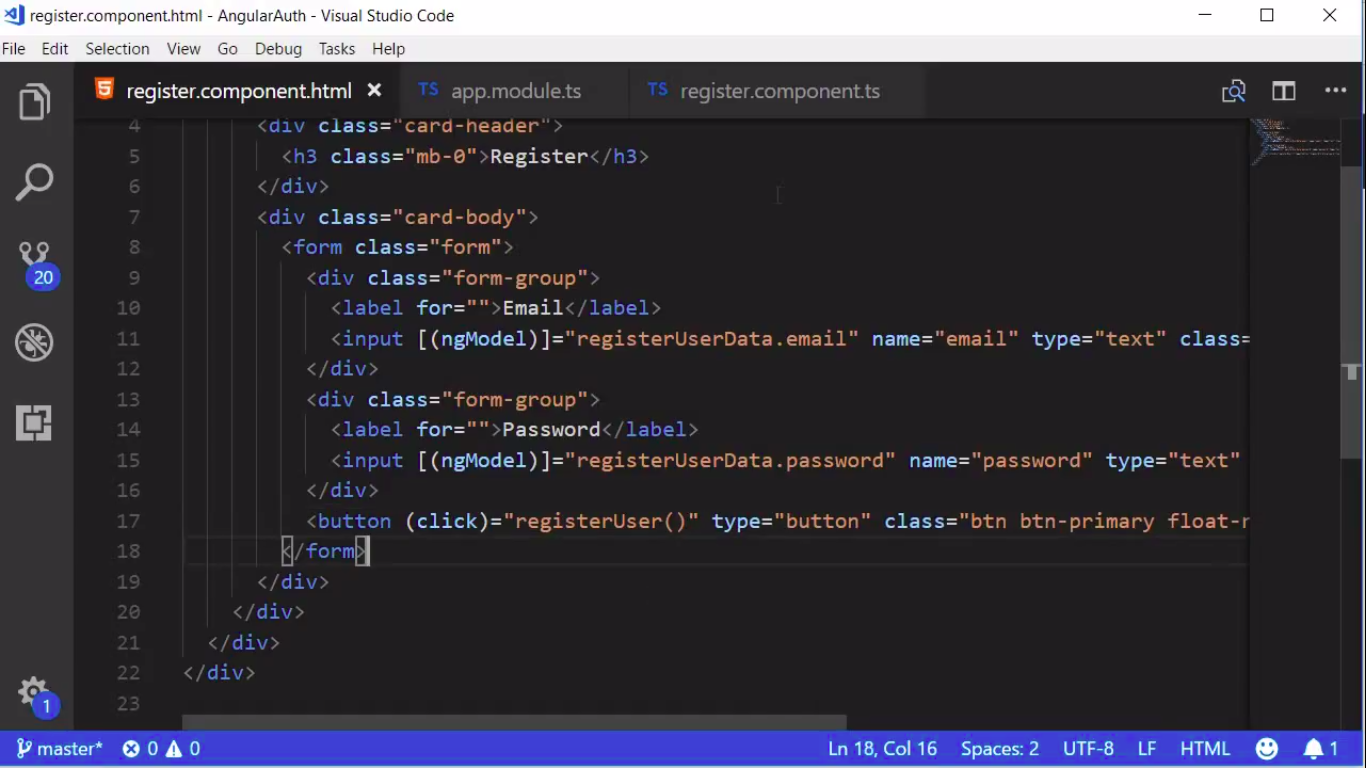 register.component.html - AngularAuth - Visual Studio Code
File Edit Selection View Go Debug Tasks Help
register.component.html TS app.module.ts TS register.component.ts
4 <div class="card-header">
5 <h3 class="mb-0">Register</h3>
6 </div>
7 <div class="card-body">
8 <form class="form">
9 <div class="form-group">
10 <label for="">Email</label>
11 <input [(ngModel)]="registerUserData.email" name="email" type="text" class=
12 </div>
13 <div class="form-group">
14 <label for="">Password</label>
15 <input [(ngModel)]="registerUserData.password" name="password" type="text"
16 </div>
17 <button (click)="registerUser()" type="button" class="btn btn-primary float-r
18 </form>
19 </div>
20 </div>
21 </div>
22 </div>
23
20
1
master* 0 0 Ln 18, Col 16 Spaces: 2 UTF-8 LF HTML 1